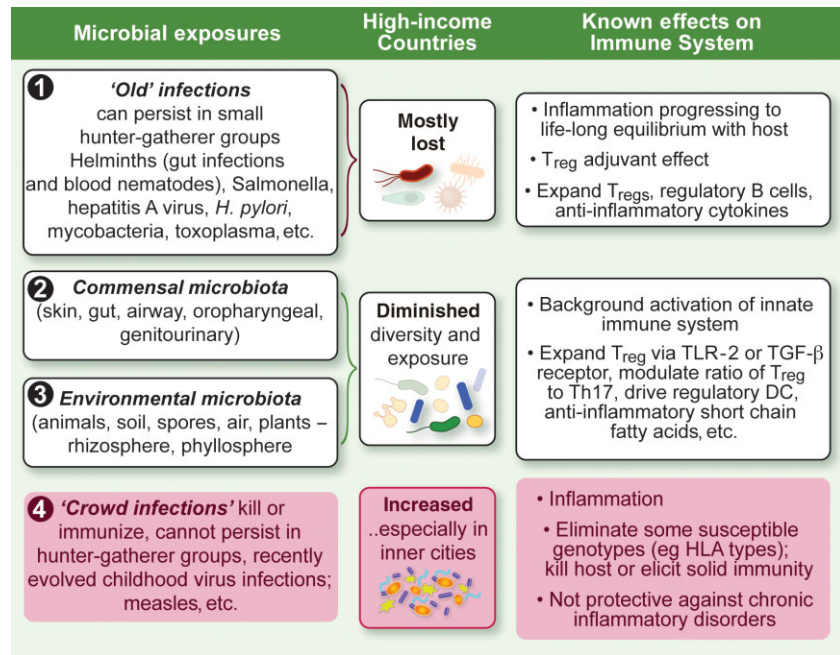 Microbial exposures
High-income
Countries
Known effects on
Immune System
1
‘Old’ infections
can persist in small
hunter-gatherer groups
Helminths (gut infections
and blood nematodes), Salmonella,
hepatitis A virus, H. pylori,
mycobacteria, toxoplasma, etc.
Mostly
lost
• Inflammation progressing to
life-long equilibrium with host
• Treg adjuvant effect
• Expand Tregs, regulatory B cells,
anti-inflammatory cytokines
2
Commensal microbiota
(skin, gut, airway, oropharyngeal,
genitourinary)
3
Environmental microbiota
(animals, soil, spores, air, plants –
rhizosphere, phyllosphere
Diminished
diversity and
exposure
• Background activation of innate
immune system
• Expand Treg via TLR-2 or TGF-β
receptor, modulate ratio of Treg
to Th17, drive regulatory DC,
anti-inflammatory short chain
fatty acids, etc.
4
‘Crowd infections’ kill or
immunize, cannot persist in
hunter-gatherer groups, recently
evolved childhood virus infections;
measles, etc.
Increased
..especially in
inner cities
• Inflammation
• Eliminate some susceptible
genotypes (eg HLA types);
kill host or elicit solid immunity
• Not protective against chronic
inflammatory disorders